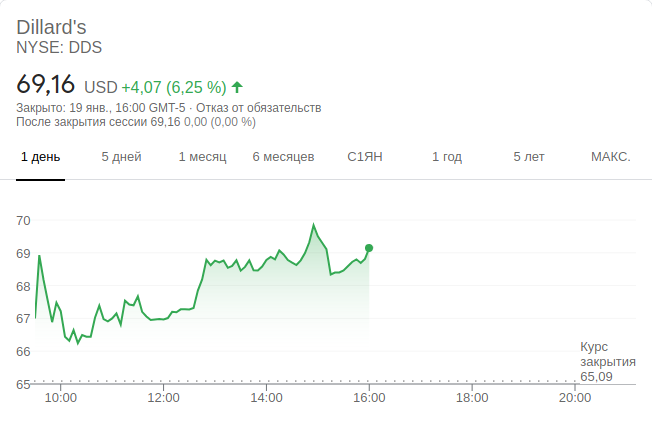 Dillard's
NYSE: DDS
69,16 USD +4,07 (6,25 %)
Закрыто: 19 янв., 16:00 GMT-5 · Отказ от обязательств
После закрытия сессии 69,16 0,00 (0,00 %)
1 день 5 дней 1 месяц 6 месяцев С1ЯН 1 год 5 лет МАКС.
70
69
68
67
66
Курс
закрытия
65,09
65
10:00 12:00 14:00 16:00 18:00 20:00